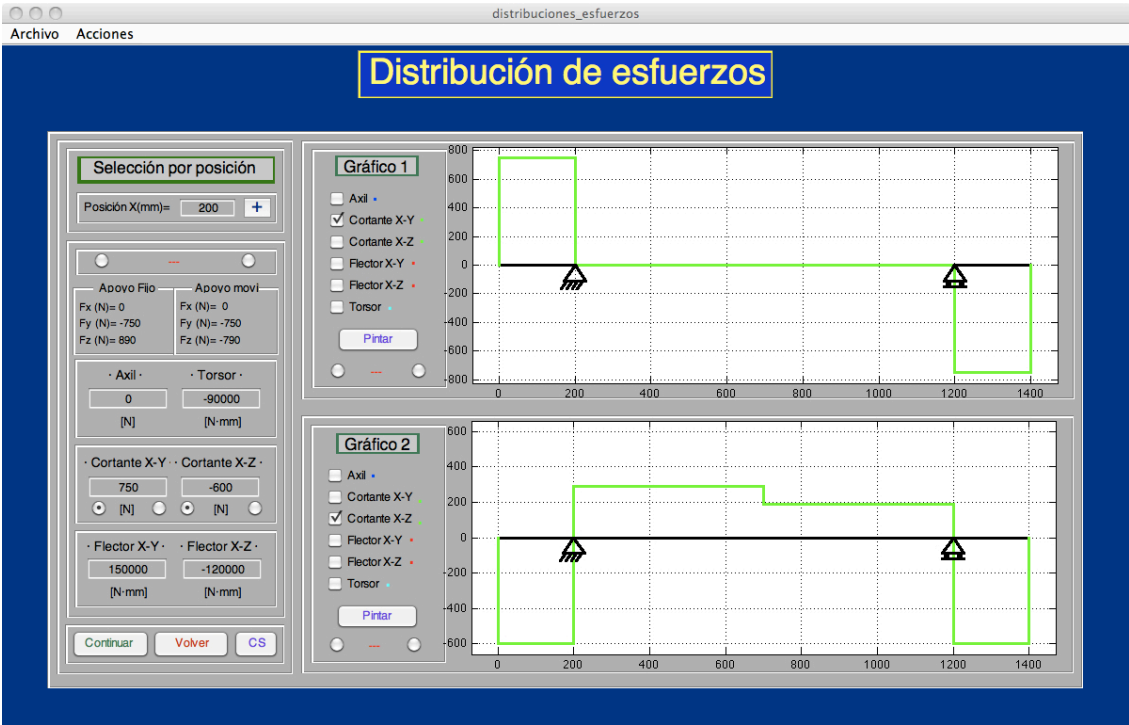 distribuciones_esfuerzos
Archivo Acciones
Distribución de esfuerzos
Selección por posición
Posición X(mm)= 200 +
---
Apoyo Fijo Apoyo movi
Fx (N)= 0 Fx (N)= 0
Fy (N)= -750 Fy (N)= -750
Fz (N)= 890 Fz (N)= -790
· Axil · · Torsor ·
0 -90000
[N] [N·mm]
· Cortante X-Y · · Cortante X-Z ·
750 -600
[N] [N]
· Flector X-Y · · Flector X-Z ·
150000 -120000
[N·mm] [N·mm]
Continuar Volver CS
Gráfico 1
Axil
Cortante X-Y
Cortante X-Z
Flector X-Y
Flector X-Z
Torsor
Pintar
---
800
600
400
200
0
-200
-400
-600
-800
0 200 400 600 800 1000 1200 1400
Gráfico 2
Axil
Cortante X-Y
Cortante X-Z
Flector X-Y
Flector X-Z
Torsor
Pintar
---
600
400
200
0
-200
-400
-600
0 200 400 600 800 1000 1200 1400